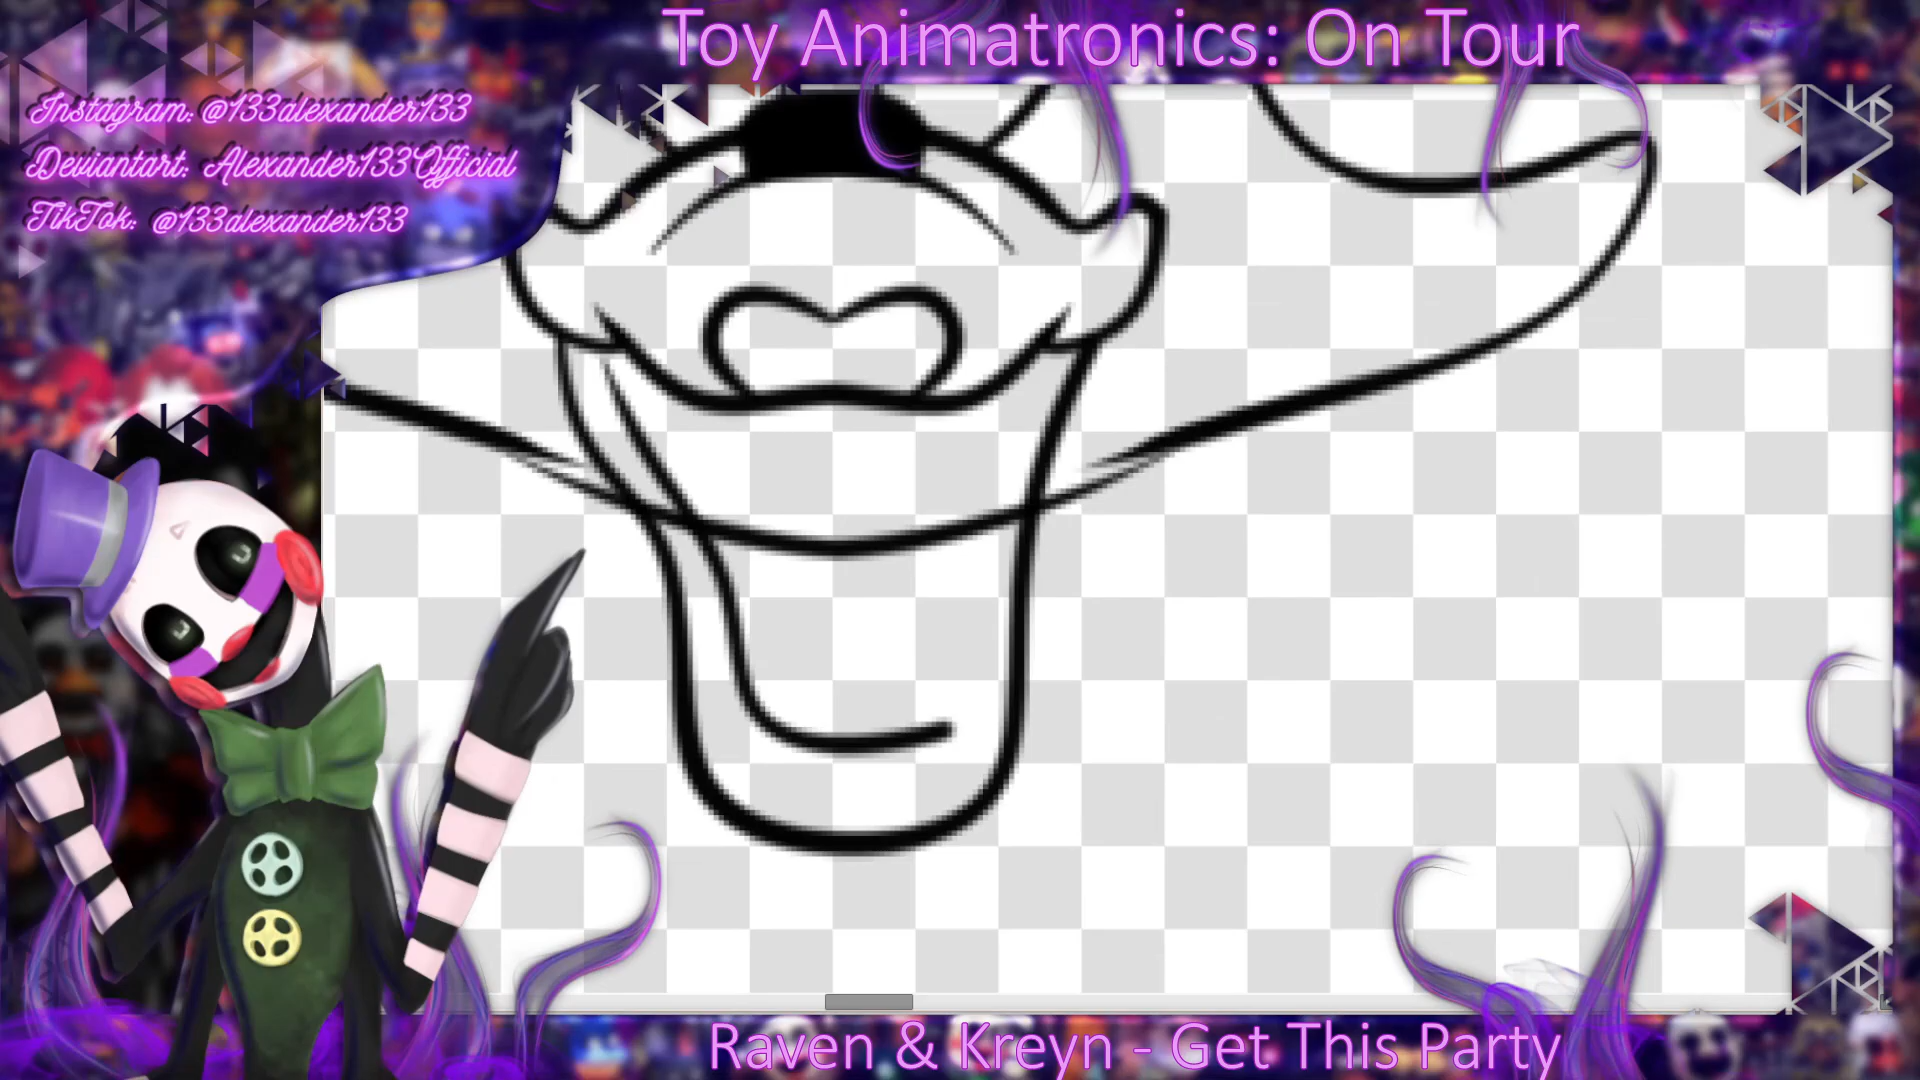 Toy Animatronics: On Tour
Instagram: @133alexander133
Deviantart: Alexander133Official
TikTok: @133alexander133
Raven & Kreyn - Get This Party